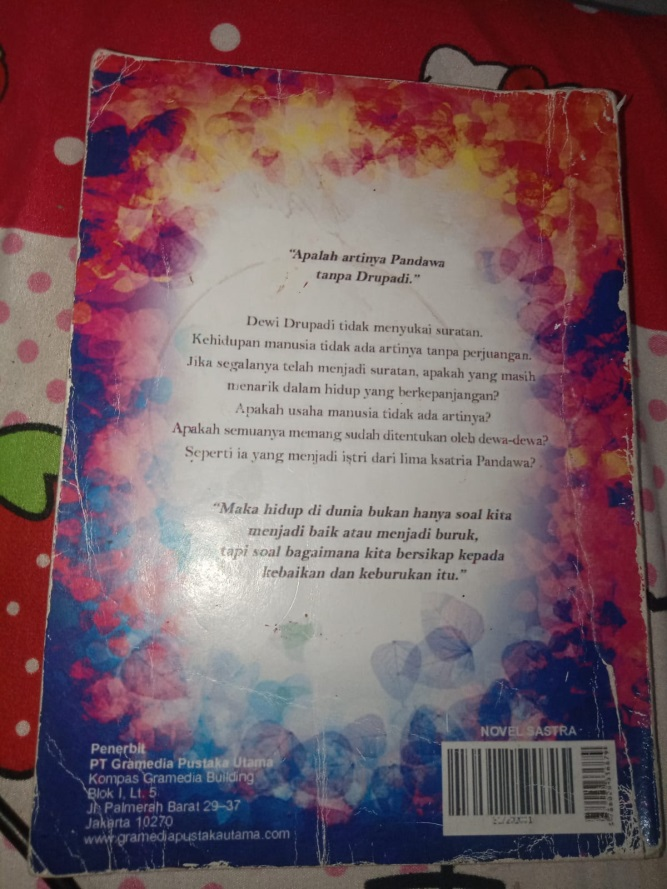 “Apalah artinya Pandawa
tanpa Drupadi.”
Dewi Drupadi tidak menyukai suratan.
Kehidupan manusia tidak ada artinya tanpa perjuangan.
Jika segalanya telah menjadi suratan, apakah yang masih
menarik dalam hidup yang berkepanjangan?
Apakah usaha manusia tidak ada artinya?
Apakah semuanya memang sudah ditentukan oleh dewa-dewa?
Seperti ia yang menjadi istri dari lima ksatria Pandawa?
“Maka hidup di dunia bukan hanya soal kita
menjadi baik atau menjadi buruk,
tapi soal bagaimana kita bersikap kepada
kebaikan dan keburukan itu.”
NOVEL SASTRA
Penerbit
PT Gramedia Pustaka Utama
Kompas Gramedia Building
Blok I, Lt. 5
Jl. Palmerah Barat 29–37
Jakarta 10270
www.gramediapustakautama.com